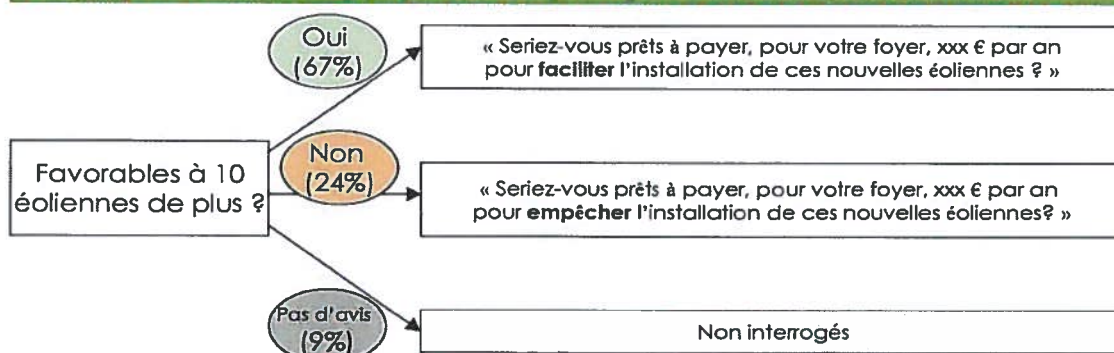 Oui
(67%)
« Seriez-vous prêts à payer, pour votre foyer, xxx € par an
pour faciliter l'installation de ces nouvelles éoliennes ? »
Favorables à 10
éoliennes de plus ?
Non
(24%)
« Seriez-vous prêts à payer, pour votre foyer, xxx € par an
pour empêcher l'installation de ces nouvelles éoliennes? »
Pas d'avis
(9%)
Non interrogés